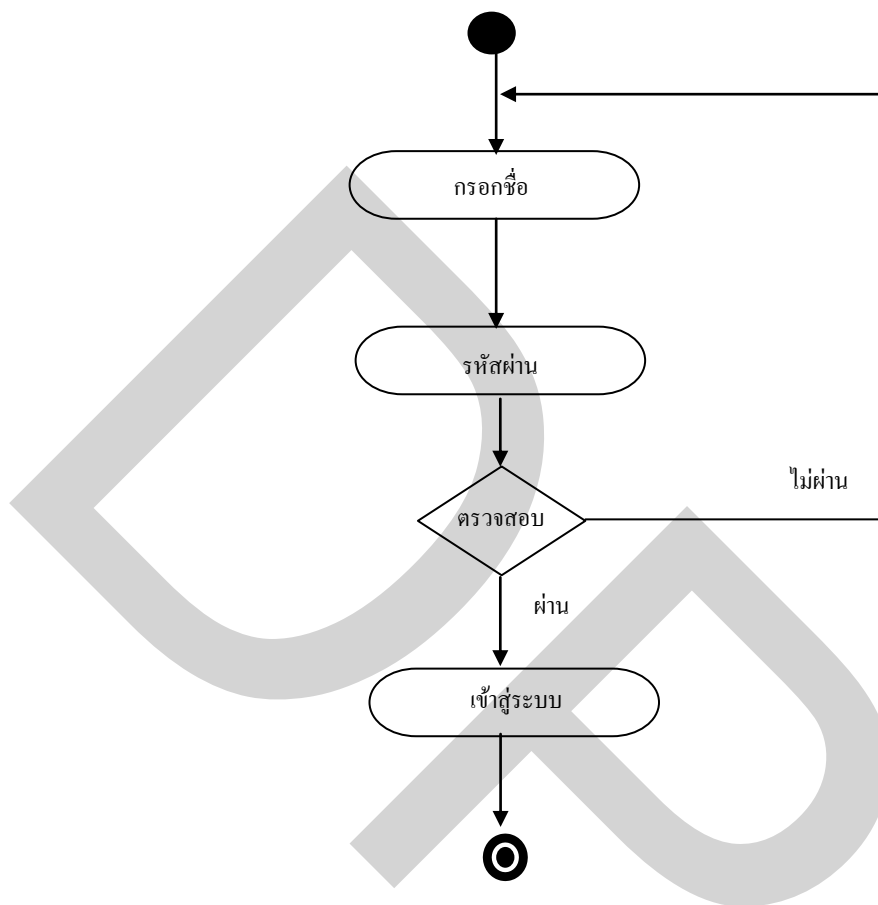 กรอกชื่อ
รหัสผ่าน
ไม่ผ่าน
ตรวจสอบ
ผ่าน
เข้าสู่ระบบ